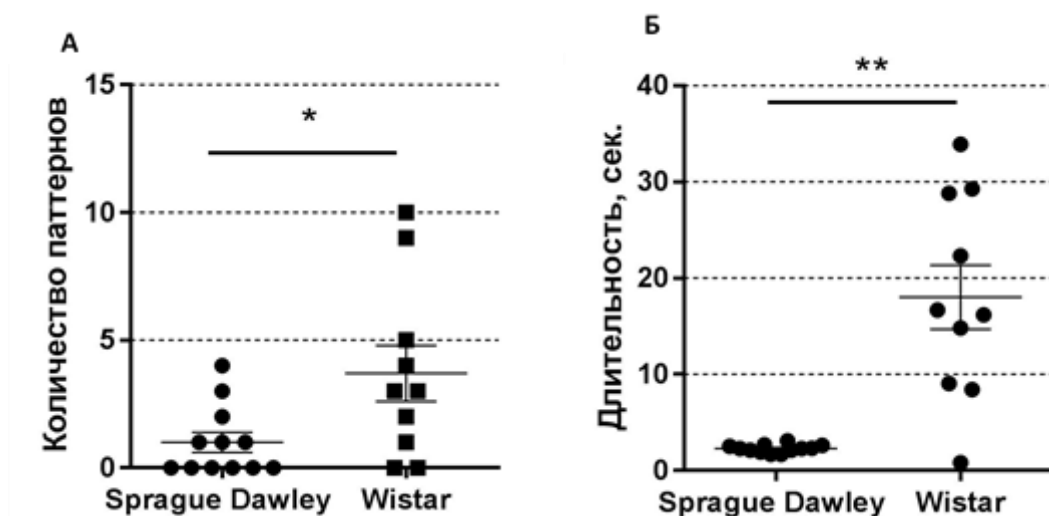 А
Количество паттернов
15
10
5
0
*
Sprague Dawley
Wistar
Б
Длительность, сек.
40
30
20
10
0
**
Sprague Dawley
Wistar